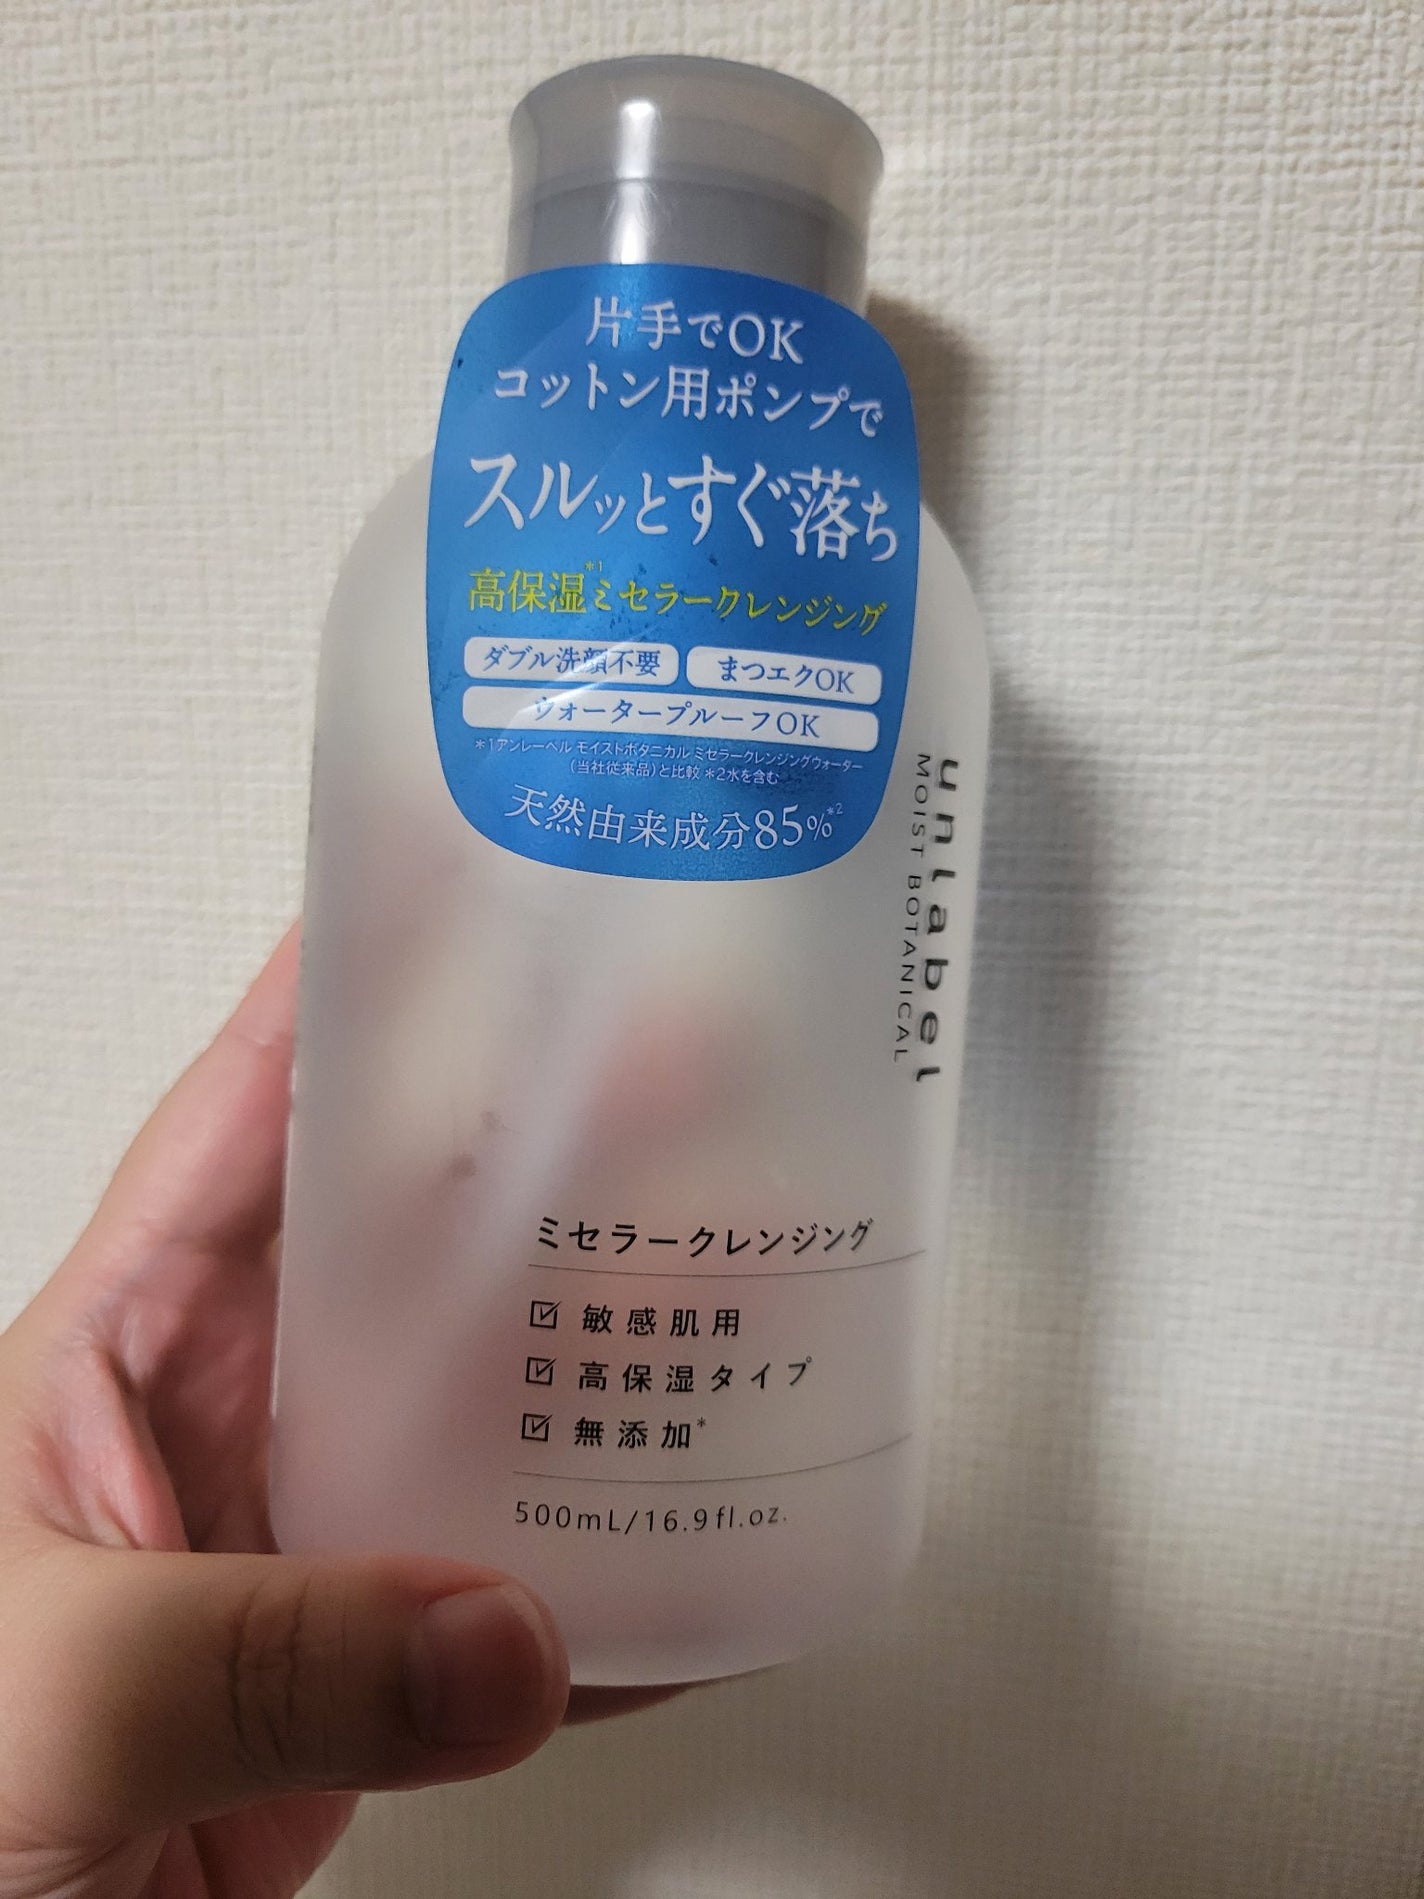 片手でOK
コットン用ポンプで
スルッとすぐ落ち
高保湿*1ミセラークレンジング
ダブル洗顔不要 まつエクOK
ウォータープルーフOK
*1アンレーベル モイストボタニカル ミセラークレンジングウォーター
(当社従来品)と比較 *2水を含む
天然由来成分85%*2
unlabel
MOIST BOTANICAL
ミセラークレンジング
☑ 敏感肌用
☑ 高保湿タイプ
☑ 無添加*
500mL/16.9fl.oz.